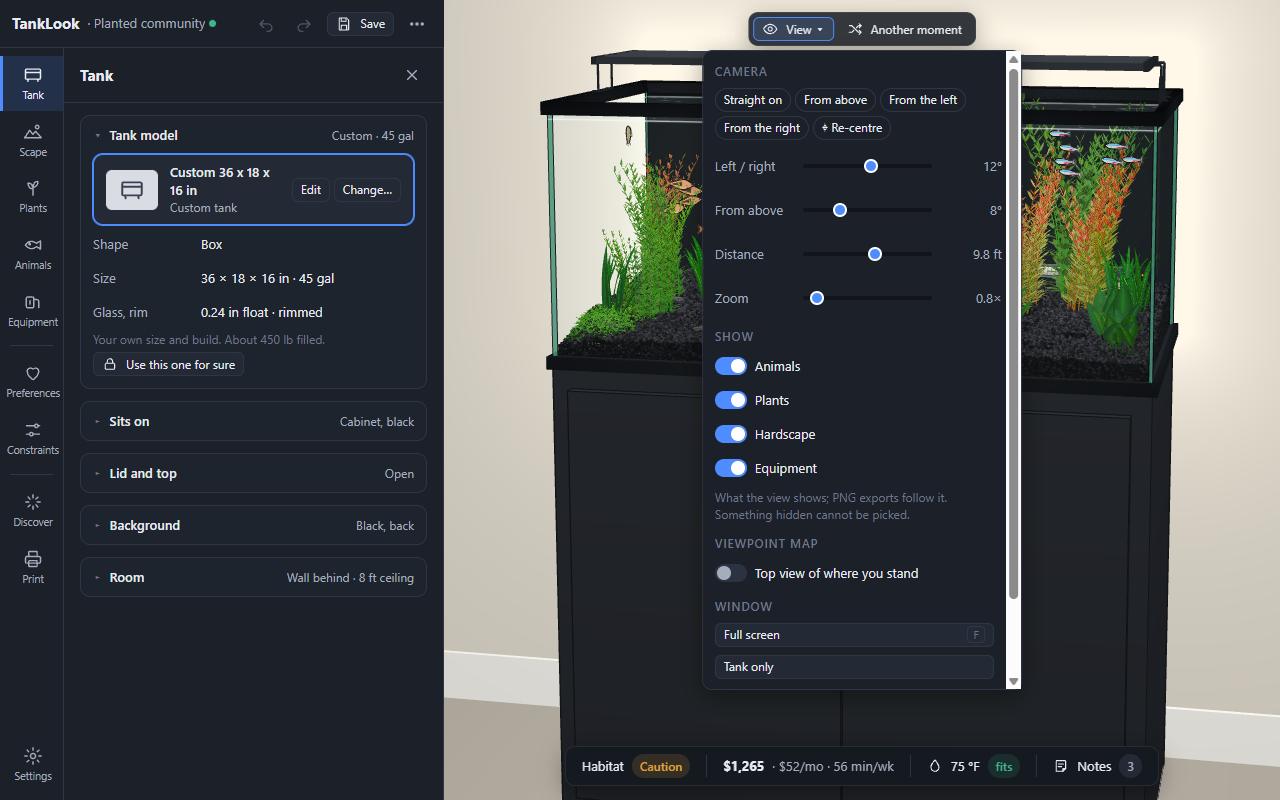 TankLook · Planted community
Save
View
Another moment
Tank
Scape
Plants
Animals
Equipment
Preferences
Constraints
Discover
Print
Settings
Tank
Tank model
Custom · 45 gal
Custom 36 x 18 x
16 in
Custom tank
Edit
Change...
Shape
Box
Size
36 × 18 × 16 in · 45 gal
Glass, rim
0.24 in float · rimmed
Your own size and build. About 450 lb filled.
Use this one for sure
Sits on
Cabinet, black
Lid and top
Open
Background
Black, back
Room
Wall behind · 8 ft ceiling
CAMERA
Straight on
From above
From the left
From the right
⌖ Re-centre
Left / right
12°
From above
8°
Distance
9.8 ft
Zoom
0.8×
SHOW
Animals
Plants
Hardscape
Equipment
What the view shows; PNG exports follow it.
Something hidden cannot be picked.
VIEWPOINT MAP
Top view of where you stand
WINDOW
Full screen
F
Tank only
Habitat
Caution
$1,265 · $52/mo · 56 min/wk
75 °F
fits
Notes
3